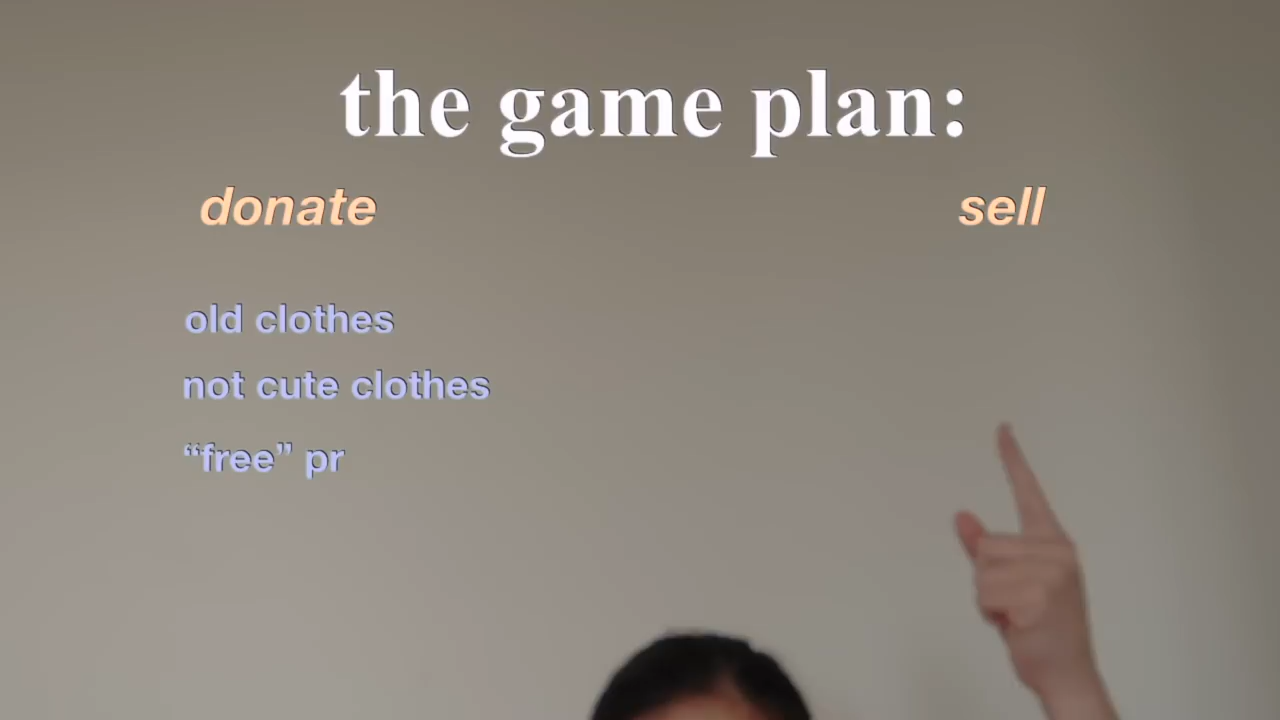 the game plan:
donate
sell
old clothes
not cute clothes
“free” pr